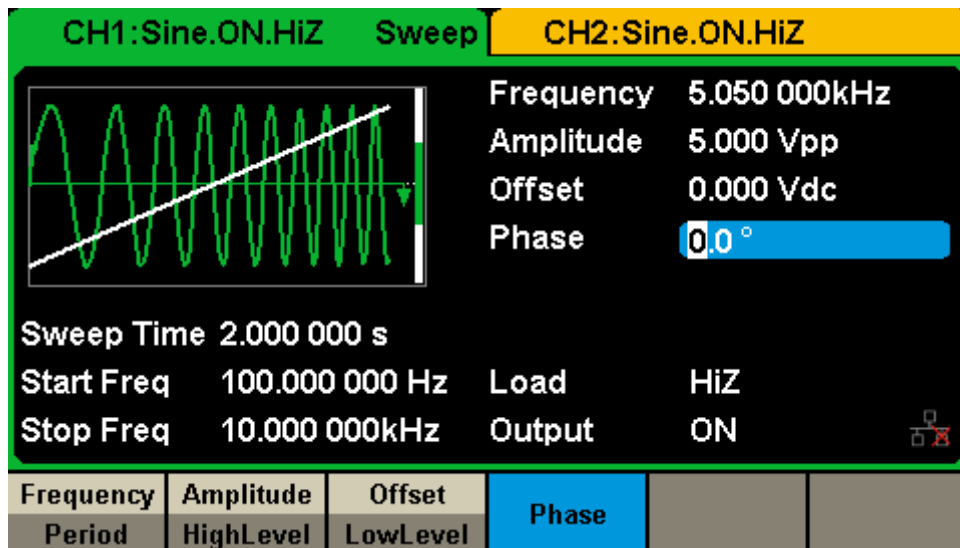 CH1:Sine.ON.HiZ Sweep CH2:Sine.ON.HiZ
Frequency 5.050 000kHz
Amplitude 5.000 Vpp
Offset 0.000 Vdc
Phase 0.0 °
Sweep Time 2.000 000 s
Start Freq 100.000 000 Hz Load HiZ
Stop Freq 10.000 000kHz Output ON
Frequency Amplitude Offset Phase
Period HighLevel LowLevel